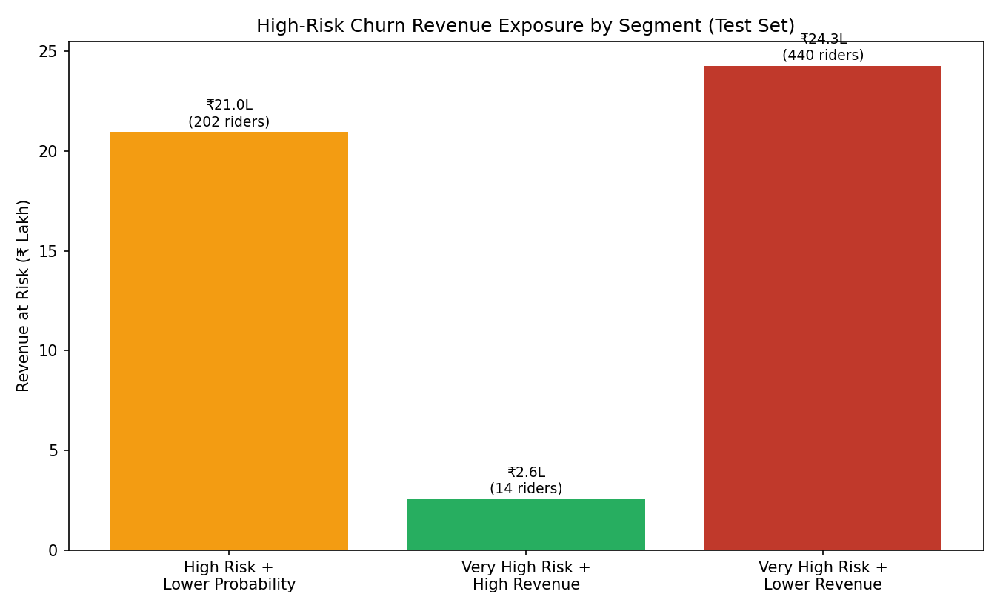 High-Risk Churn Revenue Exposure by Segment (Test Set)
Revenue at Risk (₹ Lakh)
25
20
15
10
5
0
₹21.0L
(202 riders)
₹2.6L
(14 riders)
₹24.3L
(440 riders)
High Risk +
Lower Probability
Very High Risk +
High Revenue
Very High Risk +
Lower Revenue